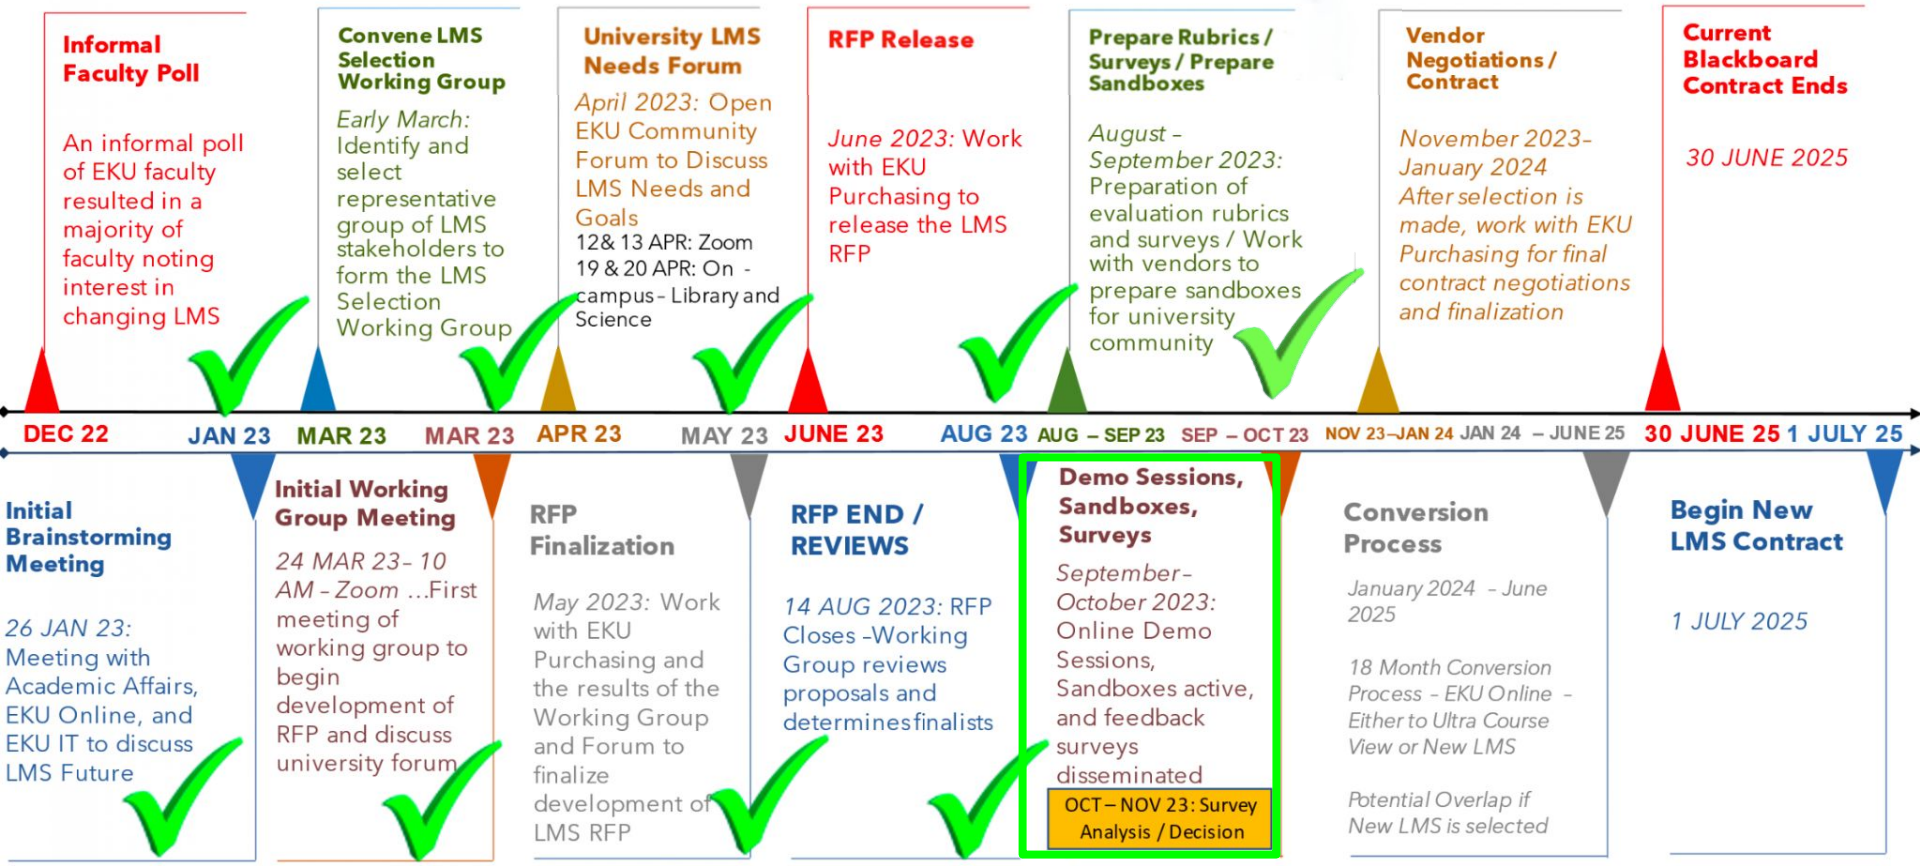 Informal
Faculty Poll
An informal poll
of EKU faculty
resulted in a
majority of
faculty noting
interest in
changing LMS
Convene LMS
Selection
Working Group
Early March:
Identify and
select
representative
group of LMS
stakeholders to
form the LMS
Selection
Working Group
University LMS
Needs Forum
April 2023: Open
EKU Community
Forum to Discuss
LMS Needs and
Goals
12& 13 APR: Zoom
19 & 20 APR: On -
campus– Library and
Science
RFP Release
June 2023: Work
with EKU
Purchasing to
release the LMS
RFP
Prepare Rubrics /
Surveys / Prepare
Sandboxes
August –
September 2023:
Preparation of
evaluation rubrics
and surveys / Work
with vendors to
prepare sandboxes
for university
community
Vendor
Negotiations /
Contract
November 2023–
January 2024
After selection is
made, work with EKU
Purchasing for final
contract negotiations
and finalization
Current
Blackboard
Contract Ends
30 JUNE 2025
DEC 22 JAN 23 MAR 23 MAR 23 APR 23 MAY 23 JUNE 23 AUG 23 AUG – SEP 23 SEP – OCT 23 NOV 23–JAN 24 JAN 24 – JUNE 25 30 JUNE 25 1 JULY 25
Initial
Brainstorming
Meeting
26 JAN 23:
Meeting with
Academic Affairs,
EKU Online, and
EKU IT to discuss
LMS Future
Initial Working
Group Meeting
24 MAR 23– 10
AM – Zoom ...First
meeting of
working group to
begin
development of
RFP and discuss
university forum
RFP
Finalization
May 2023: Work
with EKU
Purchasing and
the results of the
Working Group
and Forum to
finalize
development of
LMS RFP
RFP END /
REVIEWS
14 AUG 2023: RFP
Closes –Working
Group reviews
proposals and
determines finalists
Demo Sessions,
Sandboxes,
Surveys
September–
October 2023:
Online Demo
Sessions,
Sandboxes active,
and feedback
surveys
disseminated
OCT – NOV 23: Survey
Analysis / Decision
Conversion
Process
January 2024 – June
2025
18 Month Conversion
Process – EKU Online –
Either to Ultra Course
View or New LMS
Potential Overlap if
New LMS is selected
Begin New
LMS Contract
1 JULY 2025